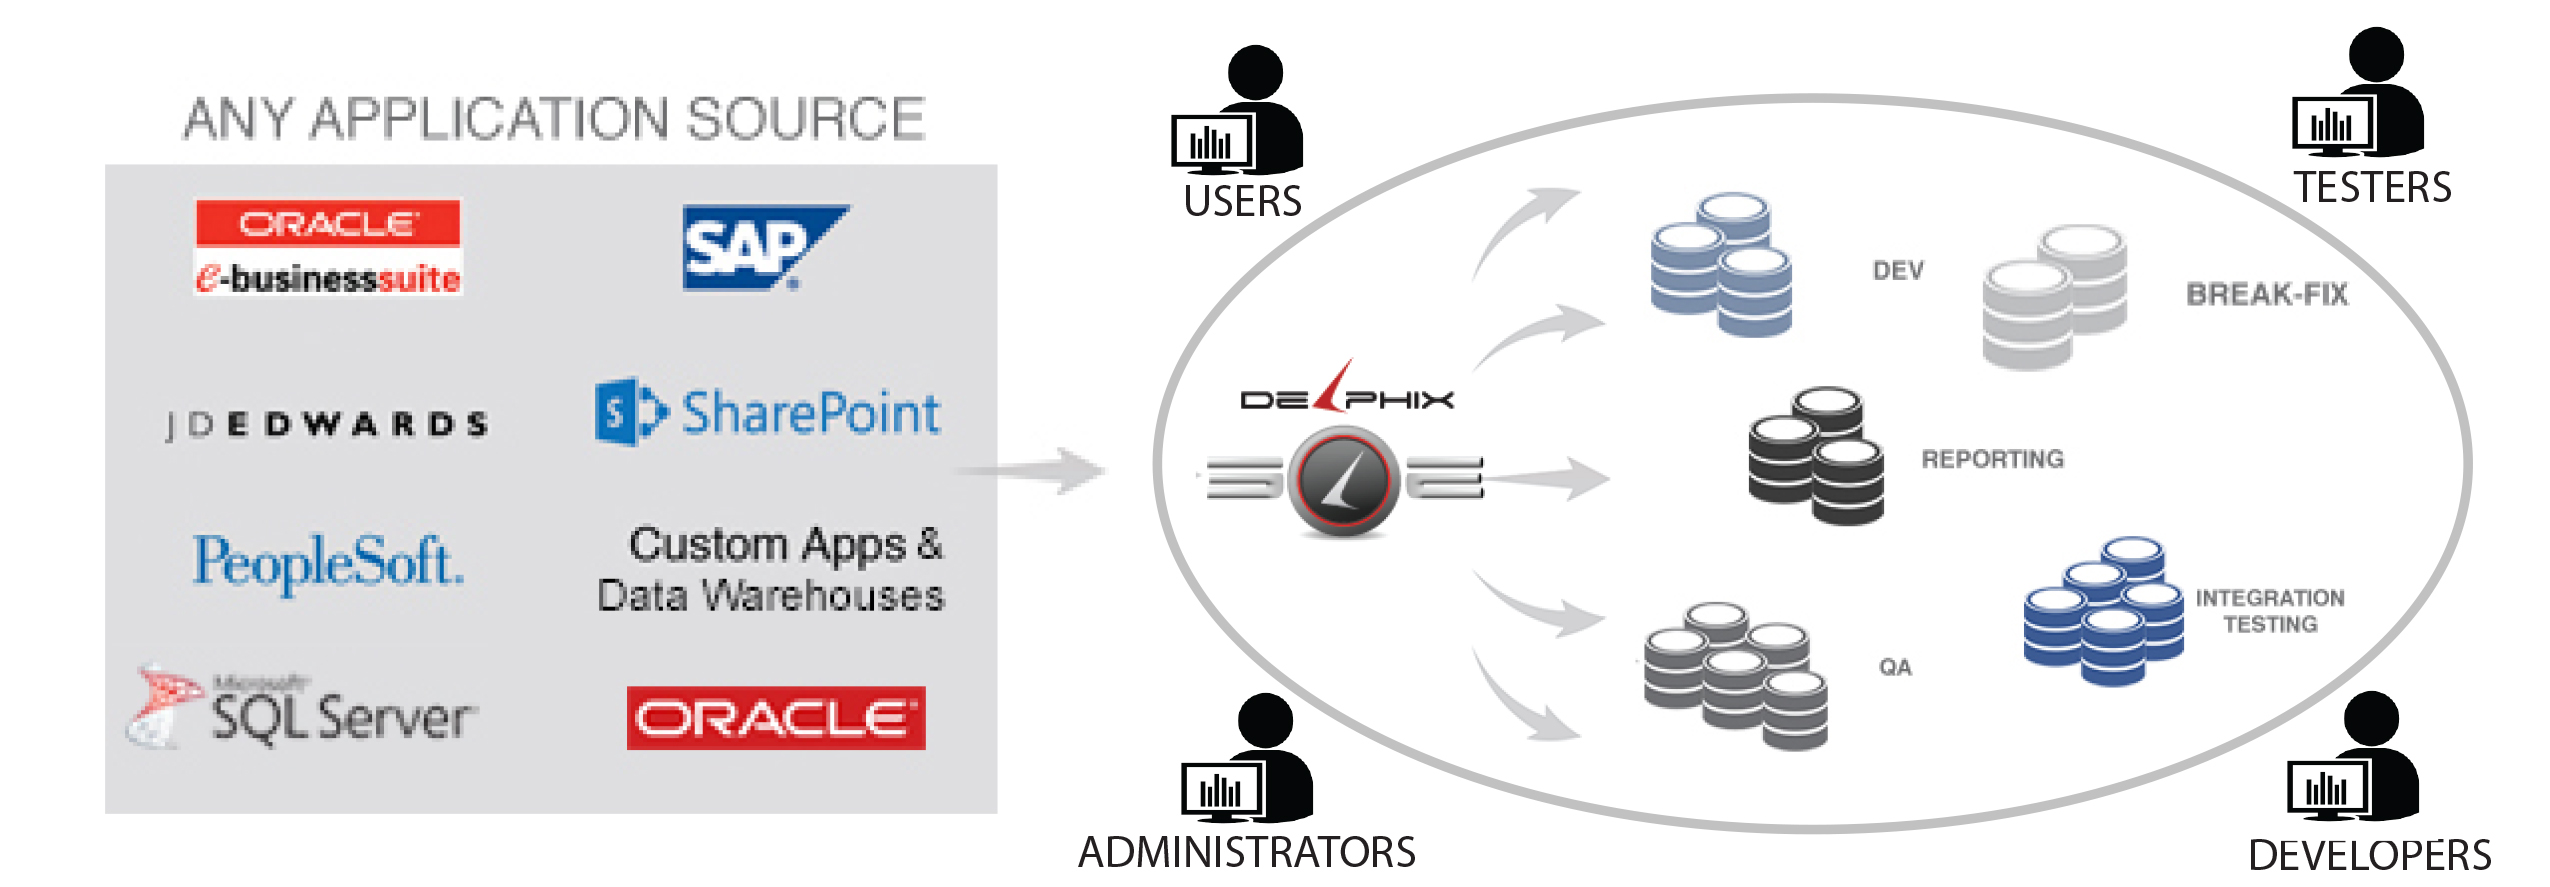 ANY APPLICATION SOURCE
ORACLE
e-businesssuite
SAP
JDEDWARDS
S
SharePoint
PeopleSoft.
Custom Apps &
Data Warehouses
Microsoft
SQL Server
ORACLE
USERS
TESTERS
DELPHIX
DEV
BREAK-FIX
REPORTING
INTEGRATION
TESTING
QA
ADMINISTRATORS
DEVELOPERS